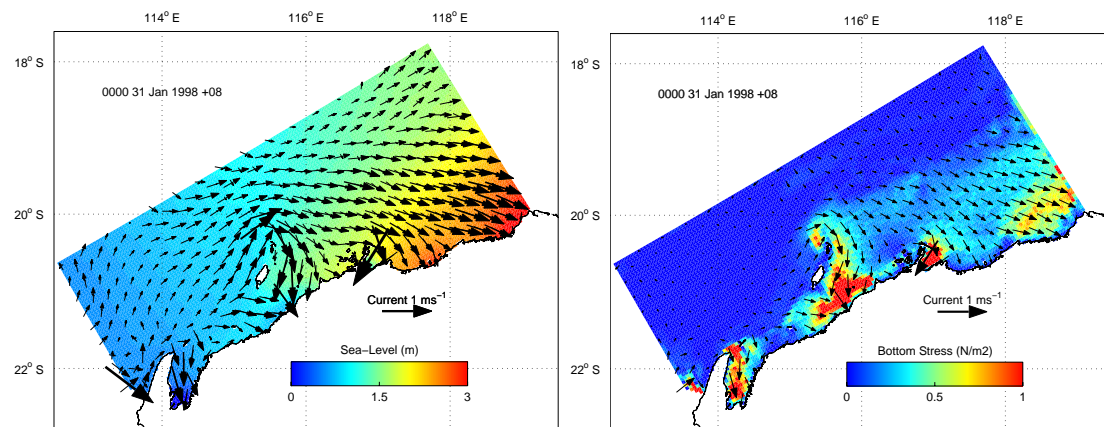 114° E 116° E 118° E
18° S
0000 31 Jan 1998 +08
20° S
Current 1 ms⁻¹
Sea−Level (m)
22° S
0 1.5 3
114° E 116° E 118° E
18° S
0000 31 Jan 1998 +08
20° S
Current 1 ms⁻¹
Bottom Stress (N/m2)
22° S
0 0.5 1